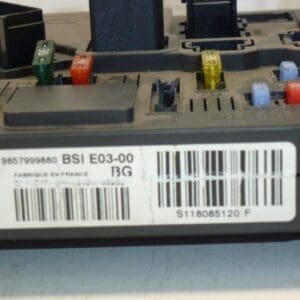 9657999880 BSI E03-00
FABRIQUE EN FRANCE BG
S118085120 F